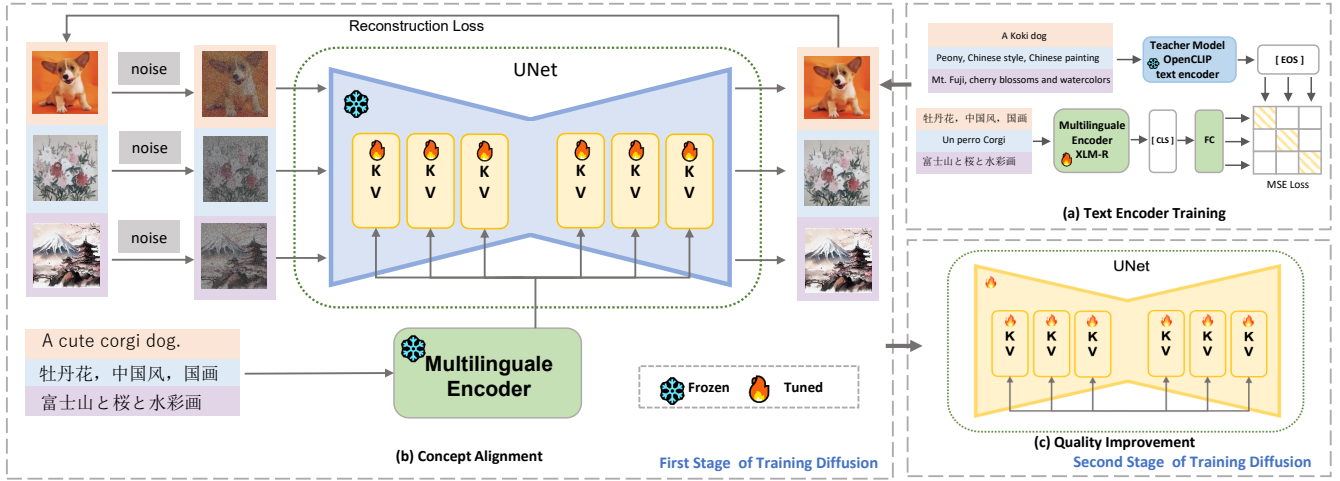 Reconstruction Loss
noise
noise
noise
UNet
K
V
K
V
K
V
K
V
K
V
K
V
A cute corgi dog.
牡丹花，中国风，国画
富士山と桜と水彩画
Multilinguale
Encoder
Frozen
Tuned
(b) Concept Alignment
First Stage of Training Diffusion
A Koki dog
Peony, Chinese style, Chinese painting
Mt. Fuji, cherry blossoms and watercolors
Teacher Model
OpenCLIP
text encoder
[ EOS ]
牡丹花，中国风，国画
Un perro Corgi
富士山と桜と水彩画
Multilinguale
Encoder
XLM-R
[ CLS ]
FC
MSE Loss
(a) Text Encoder Training
UNet
K
V
K
V
K
V
K
V
K
V
K
V
(c) Quality Improvement
Second Stage of Training Diffusion